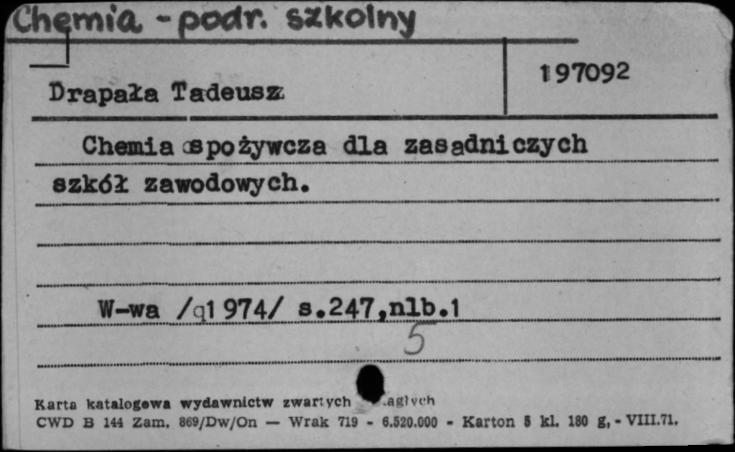 Chemia - podr. szkolny
Drapała Tadeusz
197092
Chemia spożywcza dla zasadniczych
szkół zawodowych.
W-wa /q1974/ s.247,nlb.1
5
Karta katalogowa wydawnictw zwartych
CWD B 144 Zam. 869/Dw/On — Wrak 719 - 6.520.000 - Karton 5 kl. 180 g, - VIII.71.